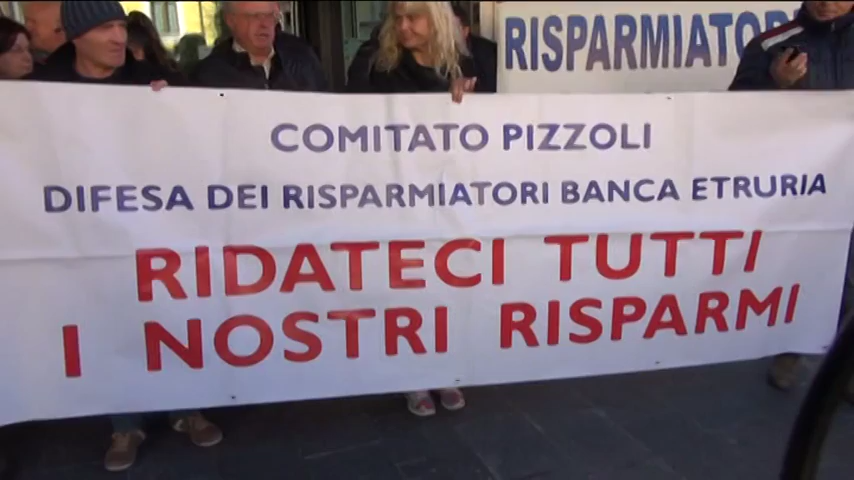 RISPARMIATORI
COMITATO PIZZOLI
DIFESA DEI RISPARMIATORI BANCA ETRURIA
RIDATECI TUTTI
I NOSTRI RISPARMI